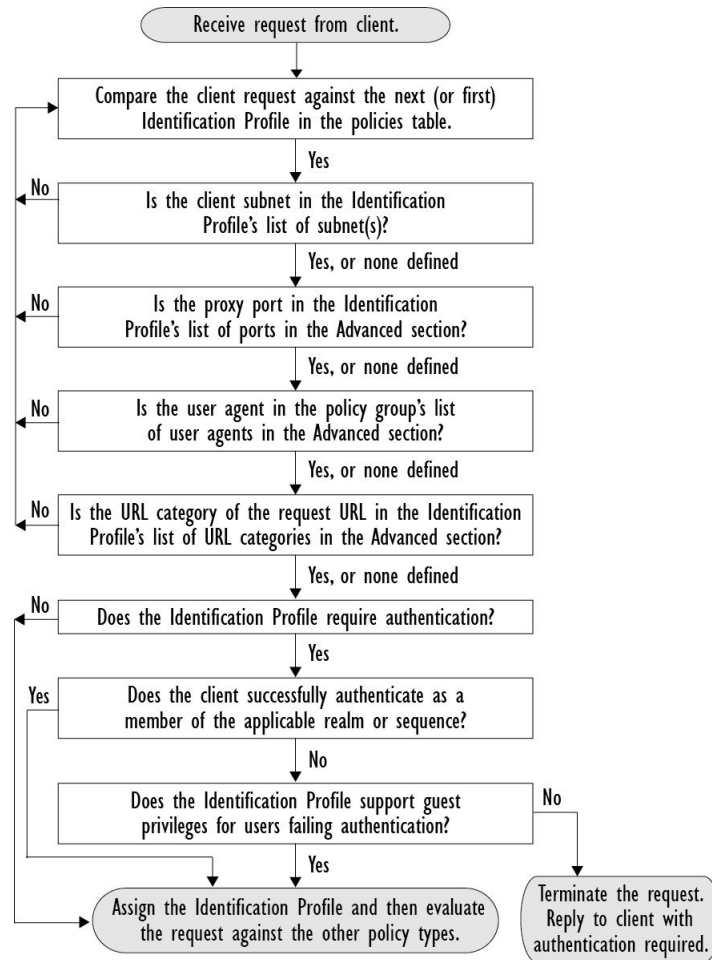 Receive request from client.
Compare the client request against the next (or first)
Identification Profile in the policies table.
Yes
No
Is the client subnet in the Identification
Profile's list of subnet(s)?
Yes, or none defined
No
Is the proxy port in the Identification
Profile's list of ports in the Advanced section?
Yes, or none defined
No
Is the user agent in the policy group's list
of user agents in the Advanced section?
Yes, or none defined
No
Is the URL category of the request URL in the Identification
Profile's list of URL categories in the Advanced section?
Yes, or none defined
No
Does the Identification Profile require authentication?
Yes
Yes
Does the client successfully authenticate as a
member of the applicable realm or sequence?
No
Does the Identification Profile support guest
privileges for users failing authentication?
No
Yes
Assign the Identification Profile and then evaluate
the request against the other policy types.
Terminate the request.
Reply to client with
authentication required.